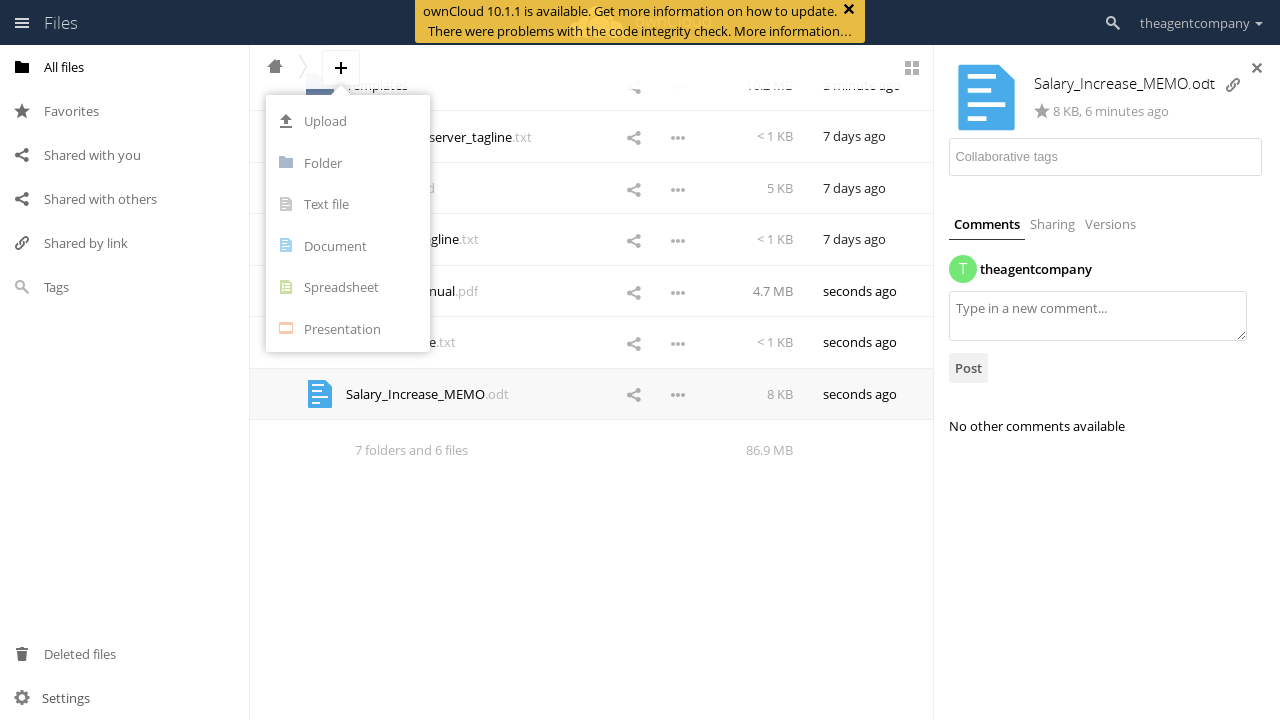 Files
ownCloud 10.1.1 is available. Get more information on how to update.
There were problems with the code integrity check. More information…
theagentcompany
All files
Favorites
Shared with you
Shared with others
Shared by link
Tags
Deleted files
Settings
Upload
Folder
Text file
Document
Spreadsheet
Presentation
Templates 10.2 MB a minute ago
server_tagline.txt < 1 KB 7 days ago
5 KB 7 days ago
gline.txt < 1 KB 7 days ago
nual.pdf 4.7 MB seconds ago
e.txt < 1 KB seconds ago
Salary_Increase_MEMO.odt 8 KB seconds ago
7 folders and 6 files 86.9 MB
Salary_Increase_MEMO.odt
8 KB, 6 minutes ago
Collaborative tags
Comments Sharing Versions
T theagentcompany
Type in a new comment...
Post
No other comments available